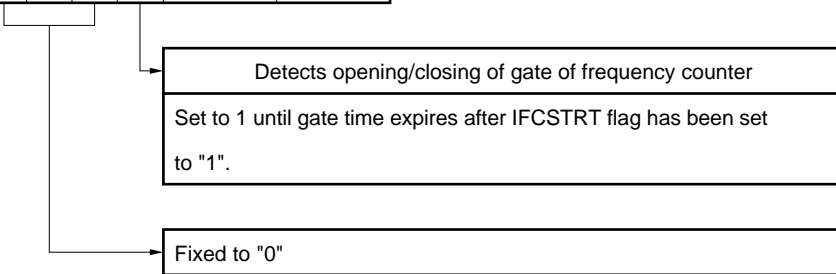 Detects opening/closing of gate of frequency counter
Set to 1 until gate time expires after IFCSTRT flag has been set
to "1".
Fixed to "0"